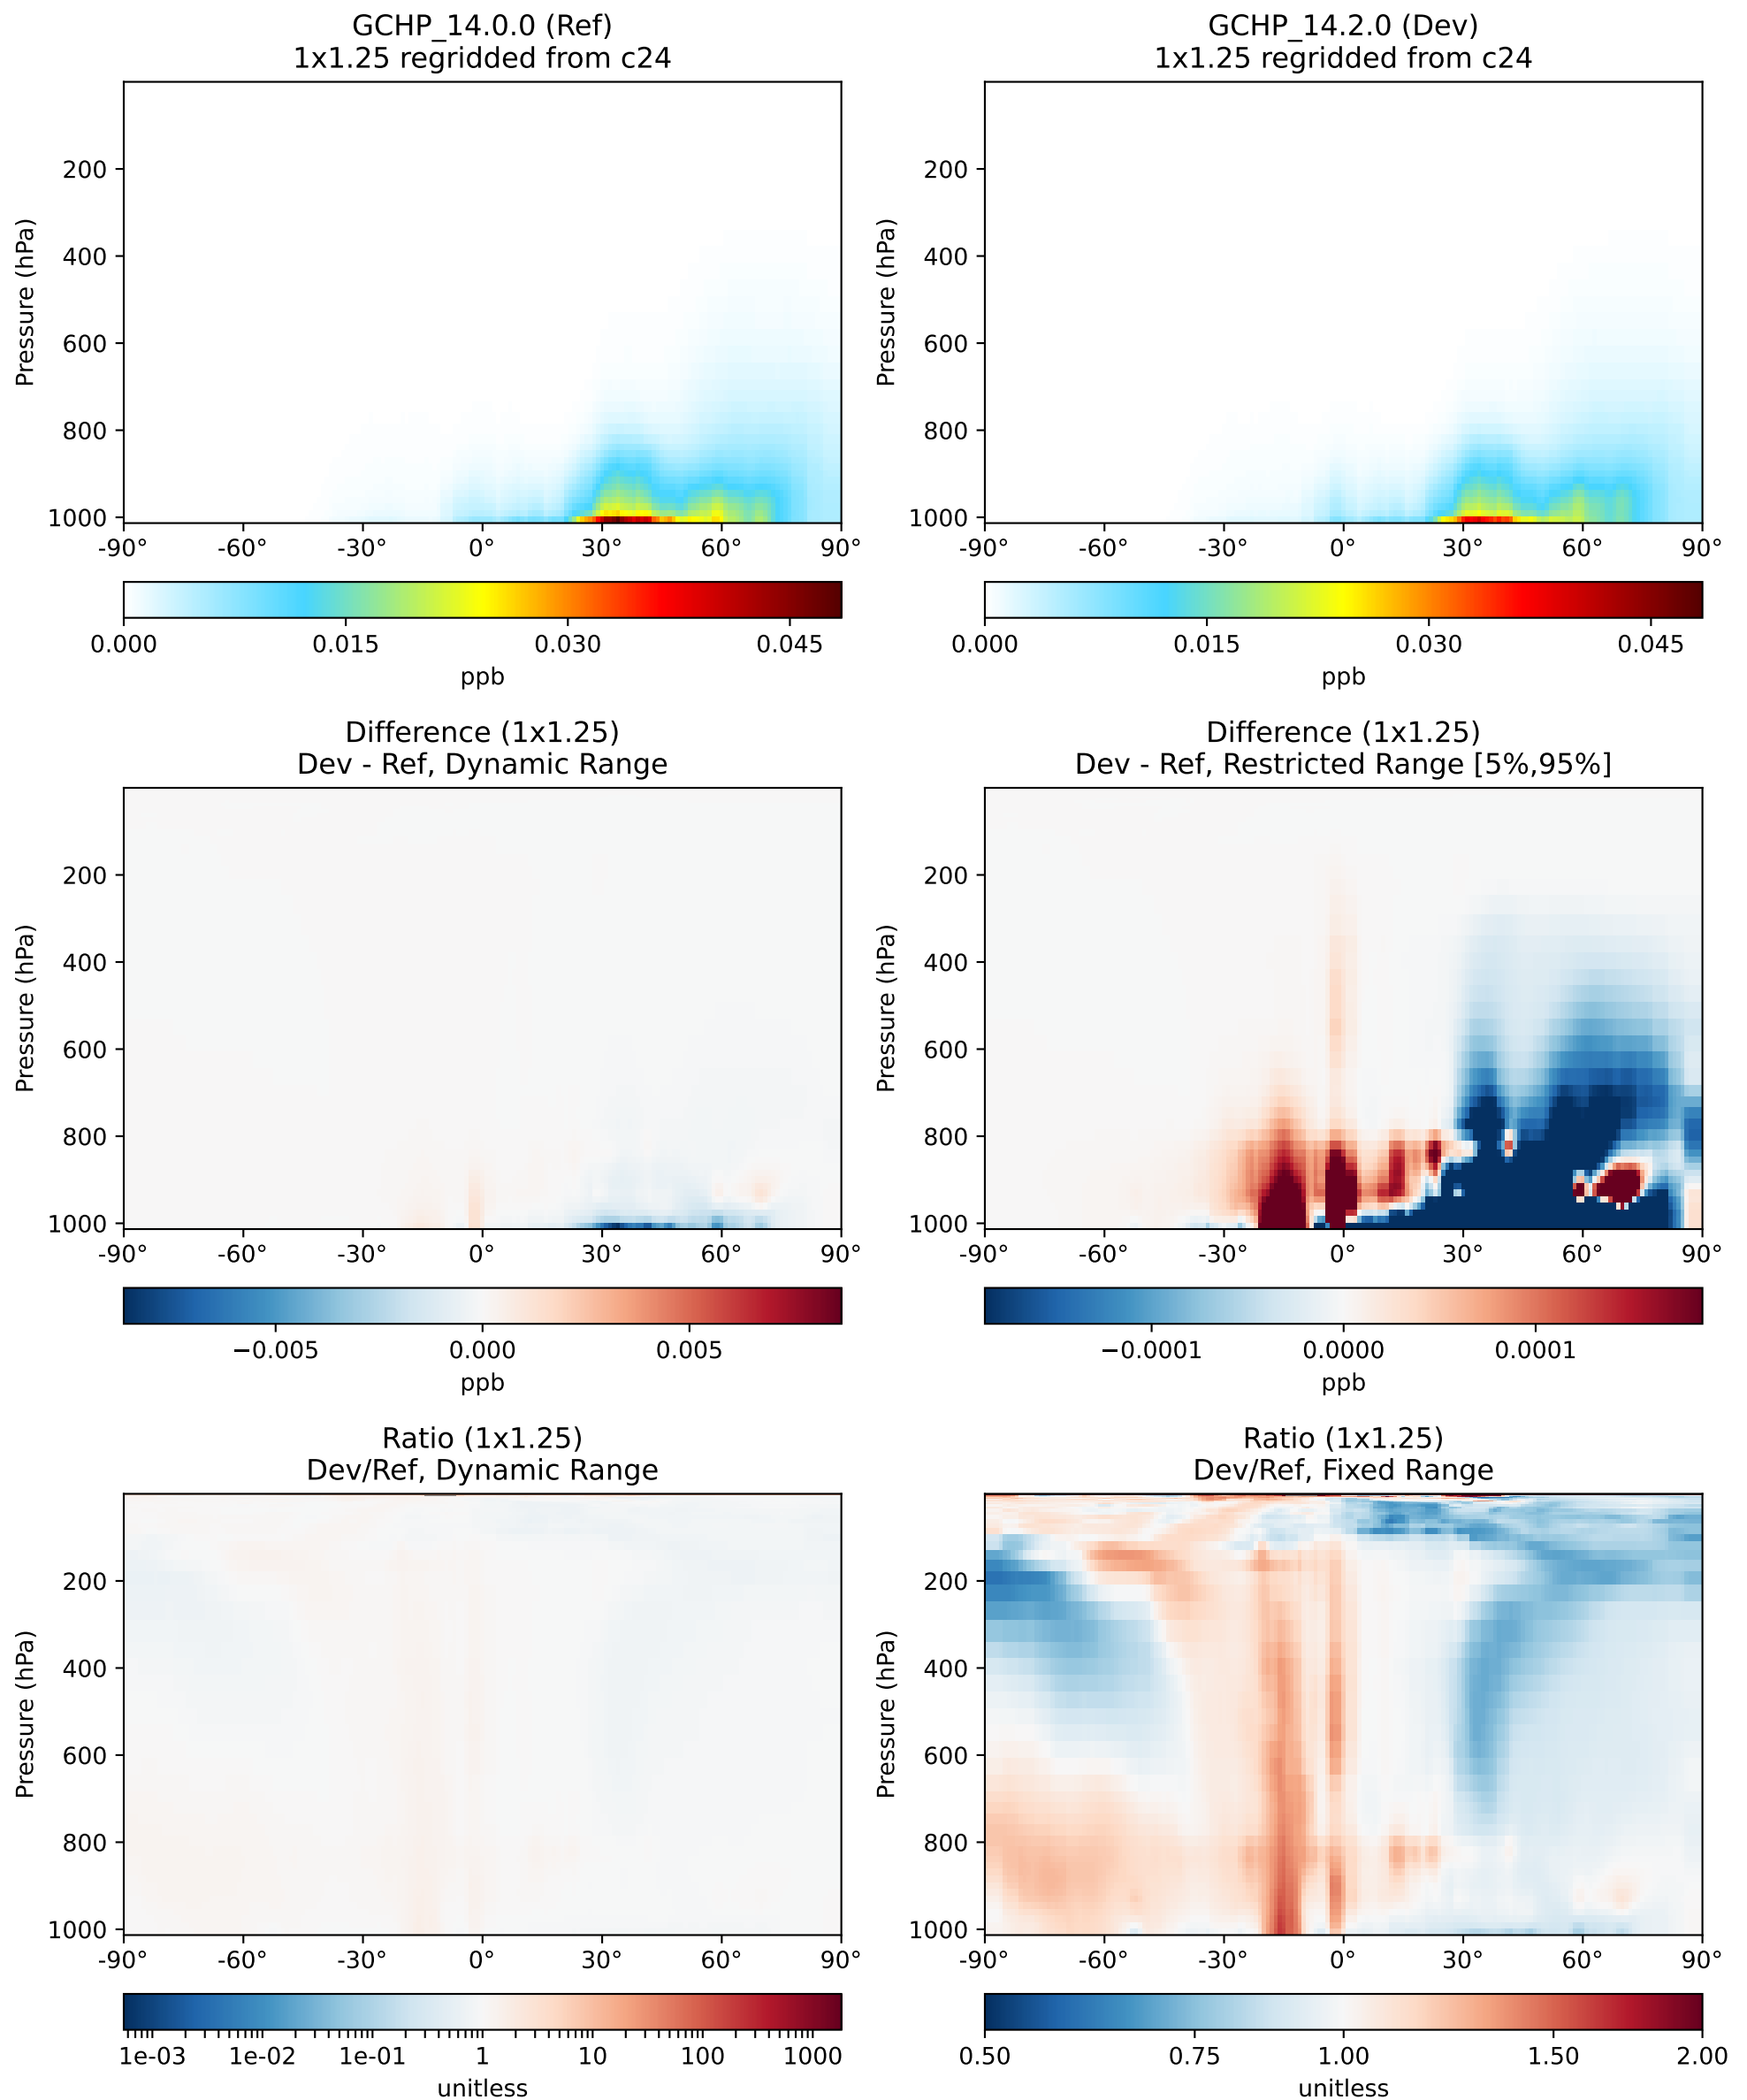 GCHP_14.0.0 (Ref)
1x1.25 regridded from c24
GCHP_14.2.0 (Dev)
1x1.25 regridded from c24
Pressure (hPa)
200
400
600
800
1000
-90° -60° -30° 0° 30° 60° 90°
0.000 0.015 0.030 0.045
ppb
Pressure (hPa)
200
400
600
800
1000
-90° -60° -30° 0° 30° 60° 90°
0.000 0.015 0.030 0.045
ppb
Difference (1x1.25)
Dev - Ref, Dynamic Range
Difference (1x1.25)
Dev - Ref, Restricted Range [5%,95%]
Pressure (hPa)
200
400
600
800
1000
-90° -60° -30° 0° 30° 60° 90°
−0.005 0.000 0.005
ppb
Pressure (hPa)
200
400
600
800
1000
-90° -60° -30° 0° 30° 60° 90°
−0.0001 0.0000 0.0001
ppb
Ratio (1x1.25)
Dev/Ref, Dynamic Range
Ratio (1x1.25)
Dev/Ref, Fixed Range
Pressure (hPa)
200
400
600
800
1000
-90° -60° -30° 0° 30° 60° 90°
1e-03 1e-02 1e-01 1 10 100 1000
unitless
Pressure (hPa)
200
400
600
800
1000
-90° -60° -30° 0° 30° 60° 90°
0.50 0.75 1.00 1.50 2.00
unitless